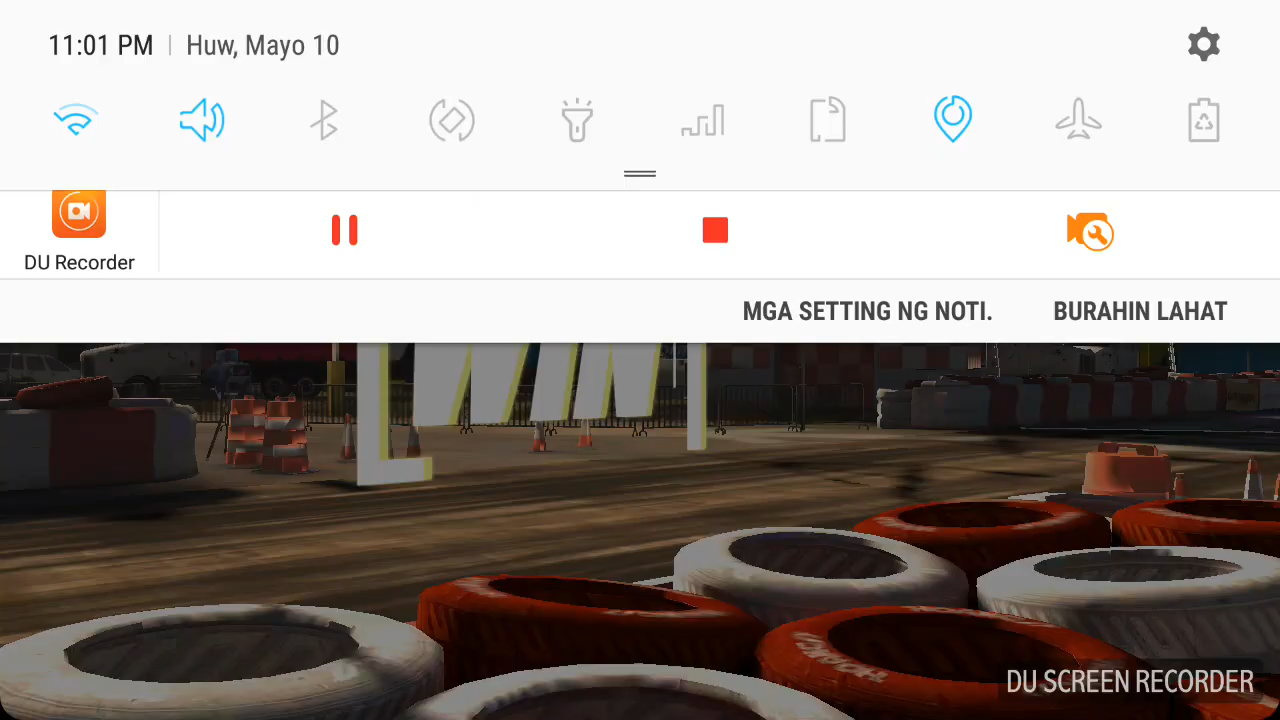 11:01 PM | Huw, Mayo 10
DU Recorder
MGA SETTING NG NOTI.
BURAHIN LAHAT
DU SCREEN RECORDER